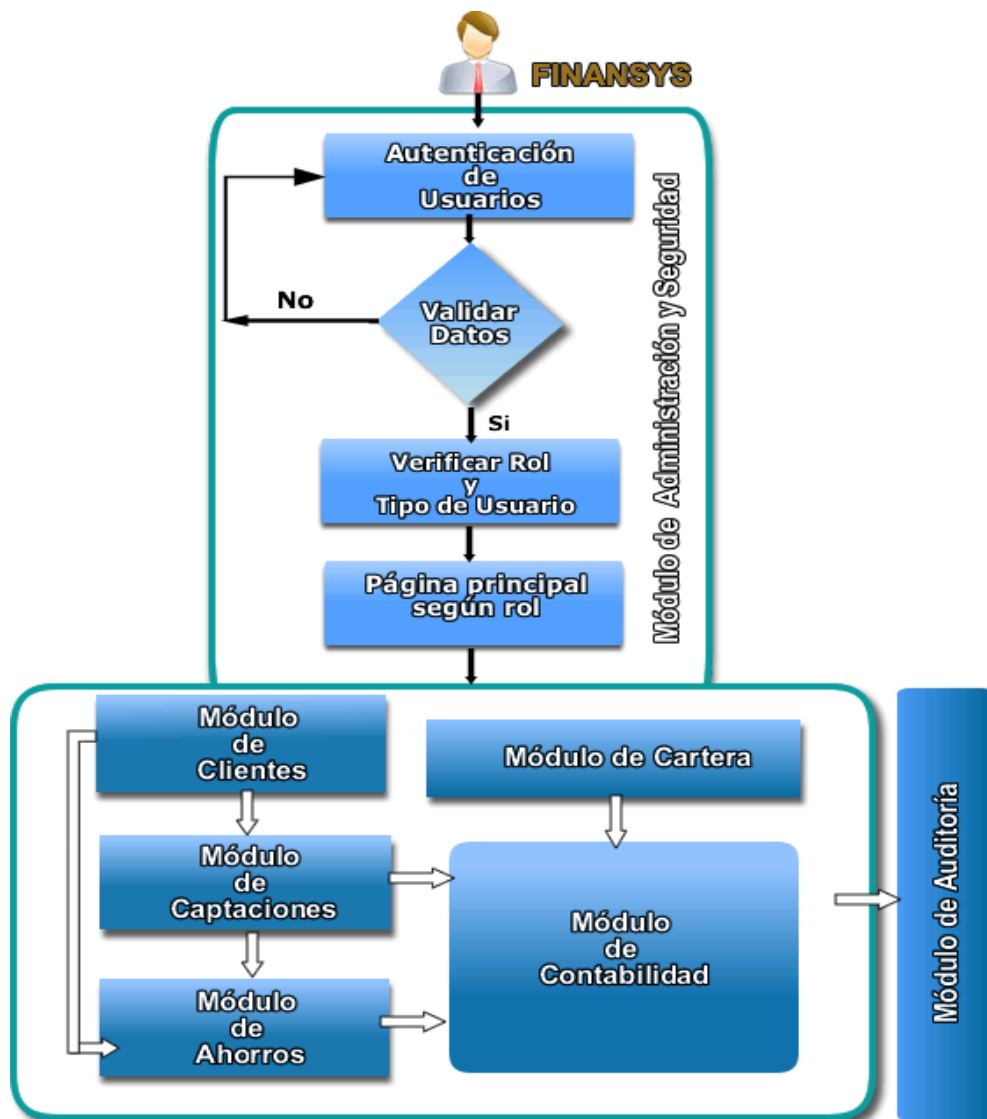 FINANSYS
Autenticación
de
Usuarios
No
Validar
Datos
Si
Verificar Rol
y
Tipo de Usuario
Página principal
según rol
Módulo de Administración y Seguridad
Módulo
de
Clientes
Módulo de Cartera
Módulo
de
Captaciones
Módulo
de
Contabilidad
Módulo
de
Ahorros
Módulo de Auditoría